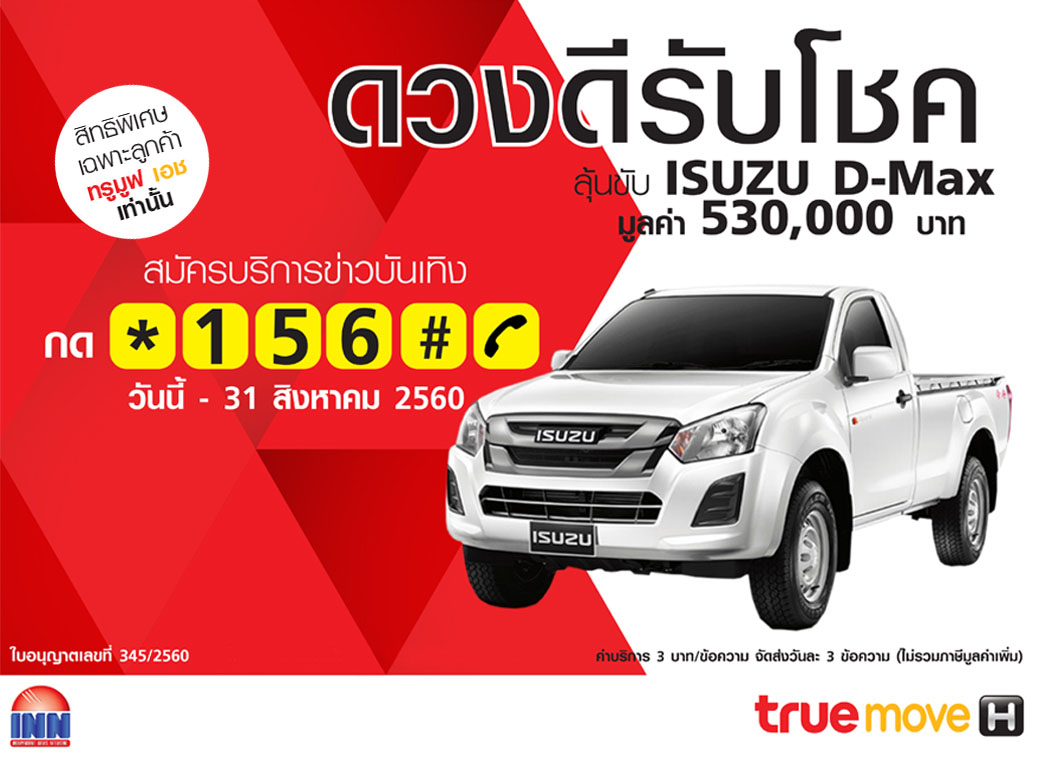 ดวงดีรับโชค
ลุ้นขับ ISUZU D-Max
มูลค่า 530,000 บาท
สิทธิพิเศษ
เฉพาะลูกค้า
ทรูมูฟ เอช
เท่านั้น
สมัครบริการข่าวบันเทิง
กด *156#
วันนี้ - 31 สิงหาคม 2560
ISUZU
ISUZU
ใบอนุญาตเลขที่ 345/2560
ค่าบริการ 3 บาท/ข้อความ จัดส่งวันละ 3 ข้อความ (ไม่รวมภาษีมูลค่าเพิ่ม)
INN
INDEPENDENT NEWS NETWORK
truemove H